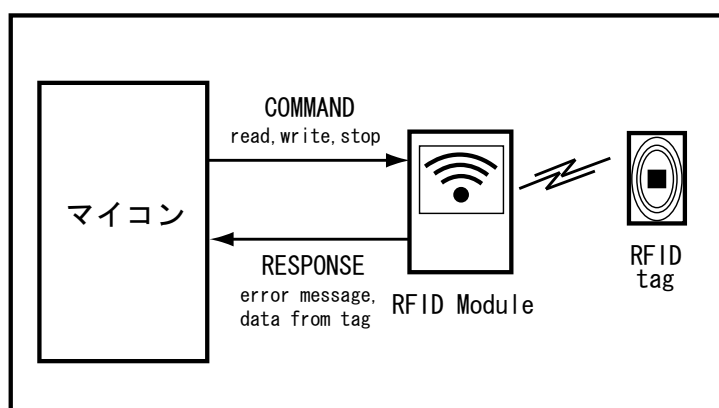 COMMAND
read,write,stop
マイコン
RESPONSE
error message,
data from tag
RFID Module
RFID
tag